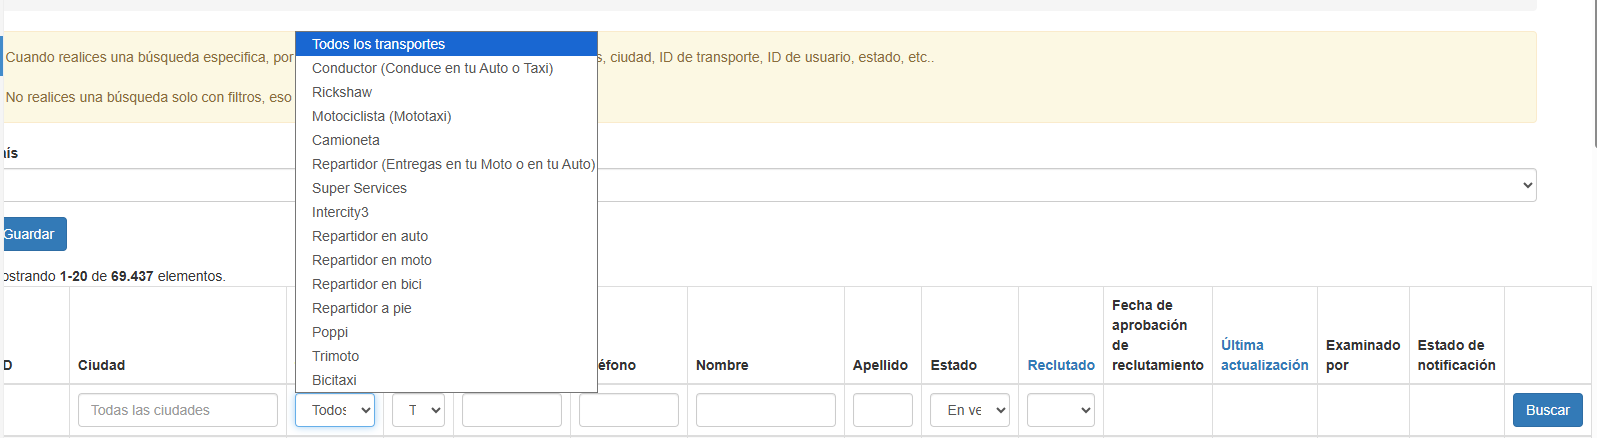 Todos los transportes
Cuando realices una búsqueda especifica, por
s, ciudad, ID de transporte, ID de usuario, estado, etc..
Conductor (Conduce en tu Auto o Taxi)
Rickshaw
No realices una búsqueda solo con filtros, eso
Motociclista (Mototaxi)
Camioneta
ís
Repartidor (Entregas en tu Moto o en tu Auto)
Super Services
Intercity3
Guardar
Repartidor en auto
Repartidor en moto
ostrando 1-20 de 69.437 elementos.
Repartidor en bici
Repartidor a pie
Poppi
Trimoto
Bicitaxi
D
Ciudad
éfono
Nombre
Apellido
Estado
Reclutado
Fecha de
aprobación
de
reclutamiento
Última
actualización
Examinado
por
Estado de
notificación
Todas las ciudades
Todos
T
En ve
Buscar